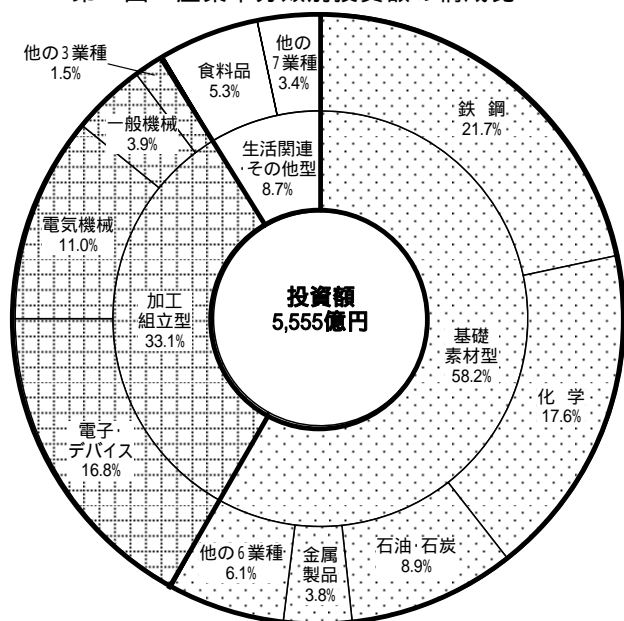 投資額
5,555億円
基礎
素材型
58.2%
鉄 鋼
21.7%
化 学
17.6%
石油・石炭
8.9%
金属
製品
3.8%
他の6業種
6.1%
加工
組立型
33.1%
電子・
デバイス
16.8%
電気機械
11.0%
一般機械
3.9%
他の3業種
1.5%
生活関連
・その他型
8.7%
食料品
5.3%
他の
7業種
3.4%